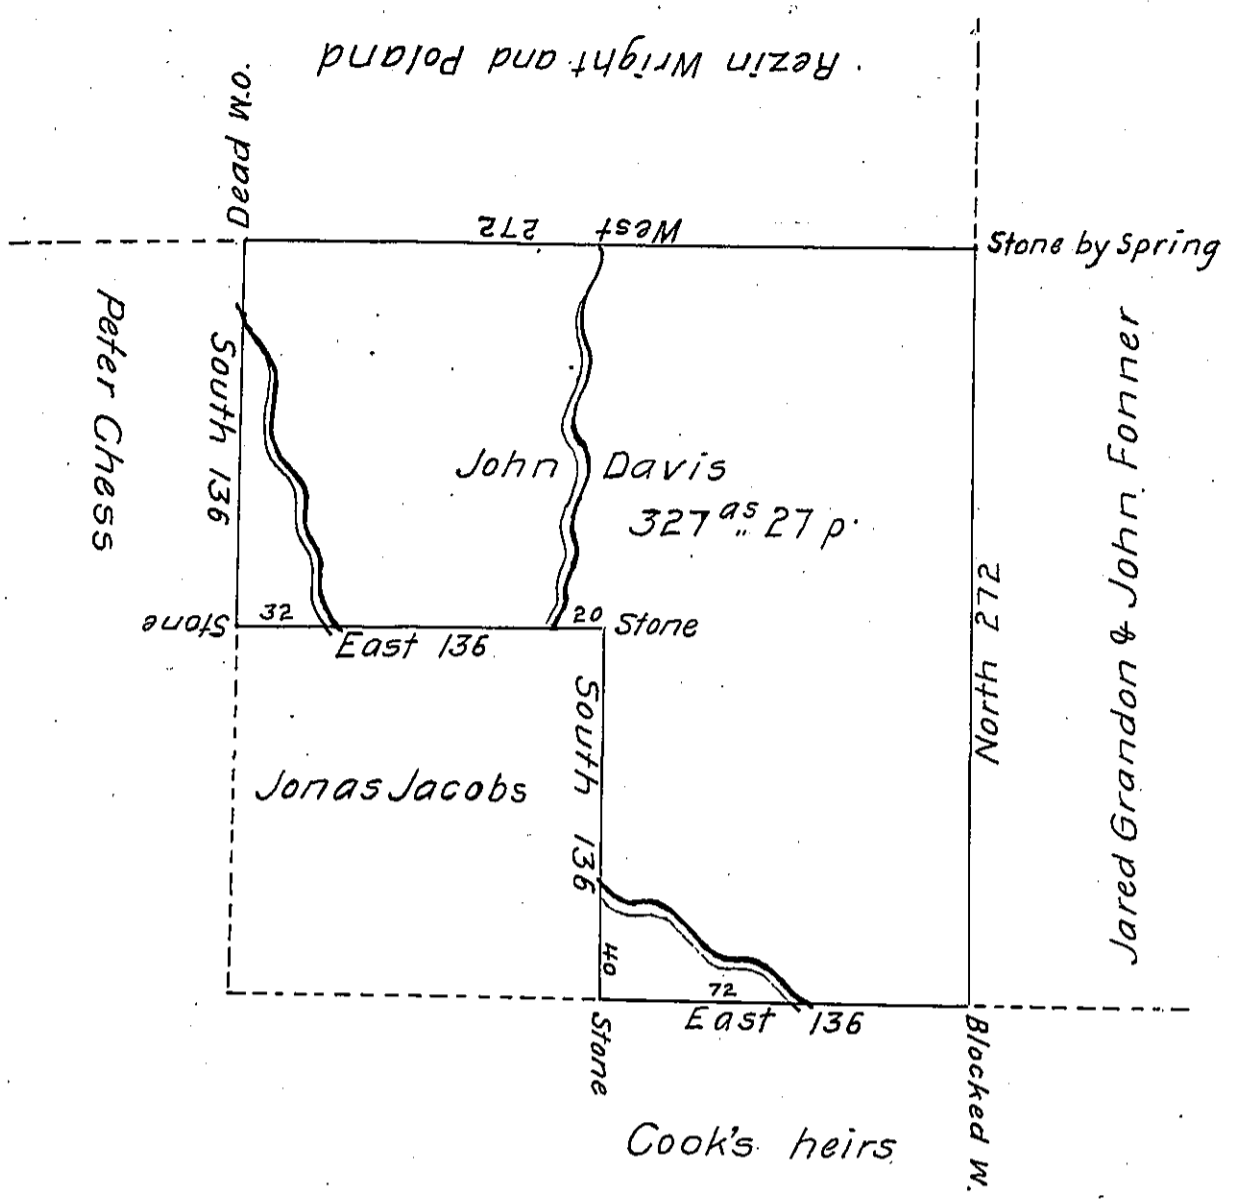 Rezin Wright and Poland
Dead W.O.
West 272
Stone by Spring
Peter Chess
South 136
John Davis
327 as 27 p.
North 272
Jared Grandon & John Fonner
Stone
32
East 136
20
Stone
South 136
Jonas Jacobs
40
72
East 136
Stone
Blocked W.
Cook's heirs